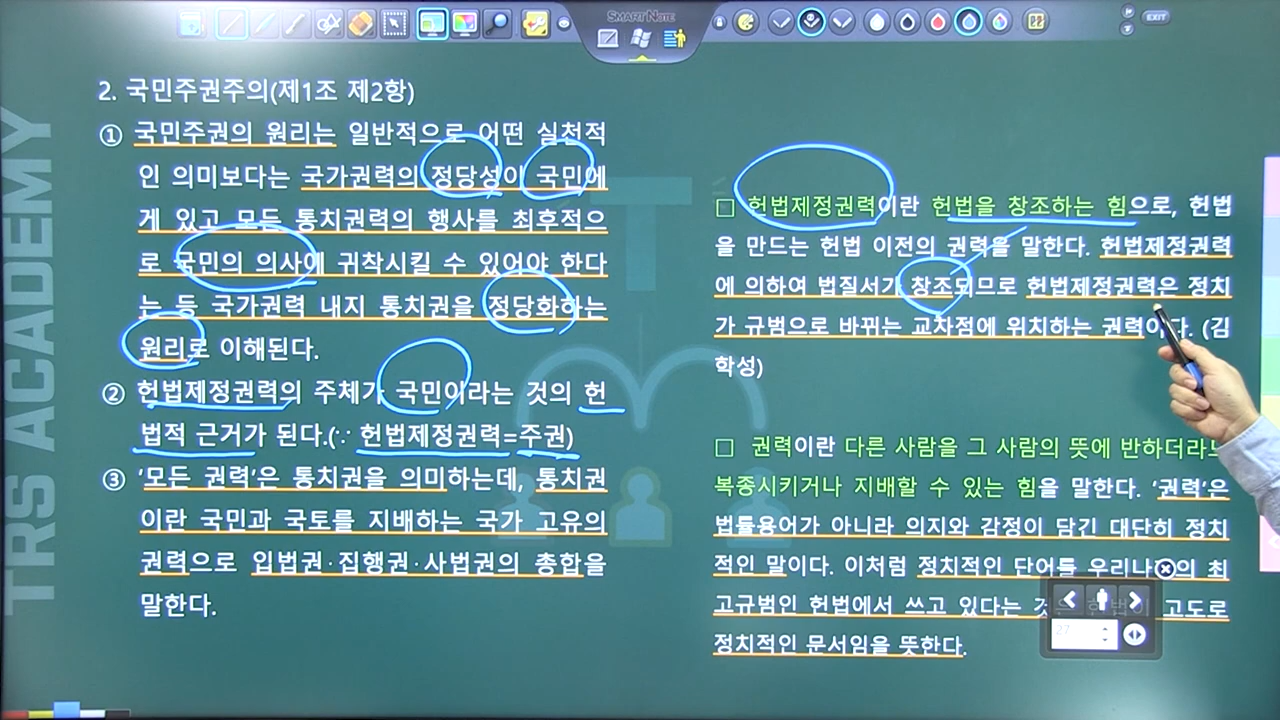 SMART NOTE
EXIT
TRS ACADEMY
2. 국민주권주의(제1조 제2항)
① 국민주권의 원리는 일반적으로 어떤 실천적
인 의미보다는 국가권력의 정당성이 국민에
게 있고 모든 통치권력의 행사를 최후적으
로 국민의 의사에 귀착시킬 수 있어야 한다
는 등 국가권력 내지 통치권을 정당화하는
원리로 이해된다.
② 헌법제정권력의 주체가 국민이라는 것의 헌
법적 근거가 된다.(∵ 헌법제정권력=주권)
③ ‘모든 권력’은 통치권을 의미하는데, 통치권
이란 국민과 국토를 지배하는 국가 고유의
권력으로 입법권·집행권·사법권의 총합을
말한다.
□ 헌법제정권력이란 헌법을 창조하는 힘으로, 헌법
을 만드는 헌법 이전의 권력을 말한다. 헌법제정권력
에 의하여 법질서가 창조되므로 헌법제정권력은 정치
가 규범으로 바뀌는 교차점에 위치하는 권력이다. (김
학성)
□ 권력이란 다른 사람을 그 사람의 뜻에 반하더라도
복종시키거나 지배할 수 있는 힘을 말한다. ‘권력’은
법률용어가 아니라 의지와 감정이 담긴 대단히 정치
적인 말이다. 이처럼 정치적인 단어를 우리나라의 최
고규범인 헌법에서 쓰고 있다는 것은 헌법이 고도로
정치적인 문서임을 뜻한다.
27